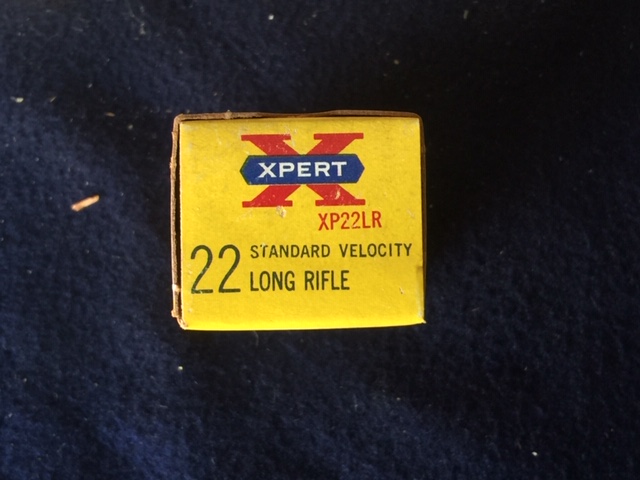 XPERT
XP22LR
22 STANDARD VELOCITY
LONG RIFLE